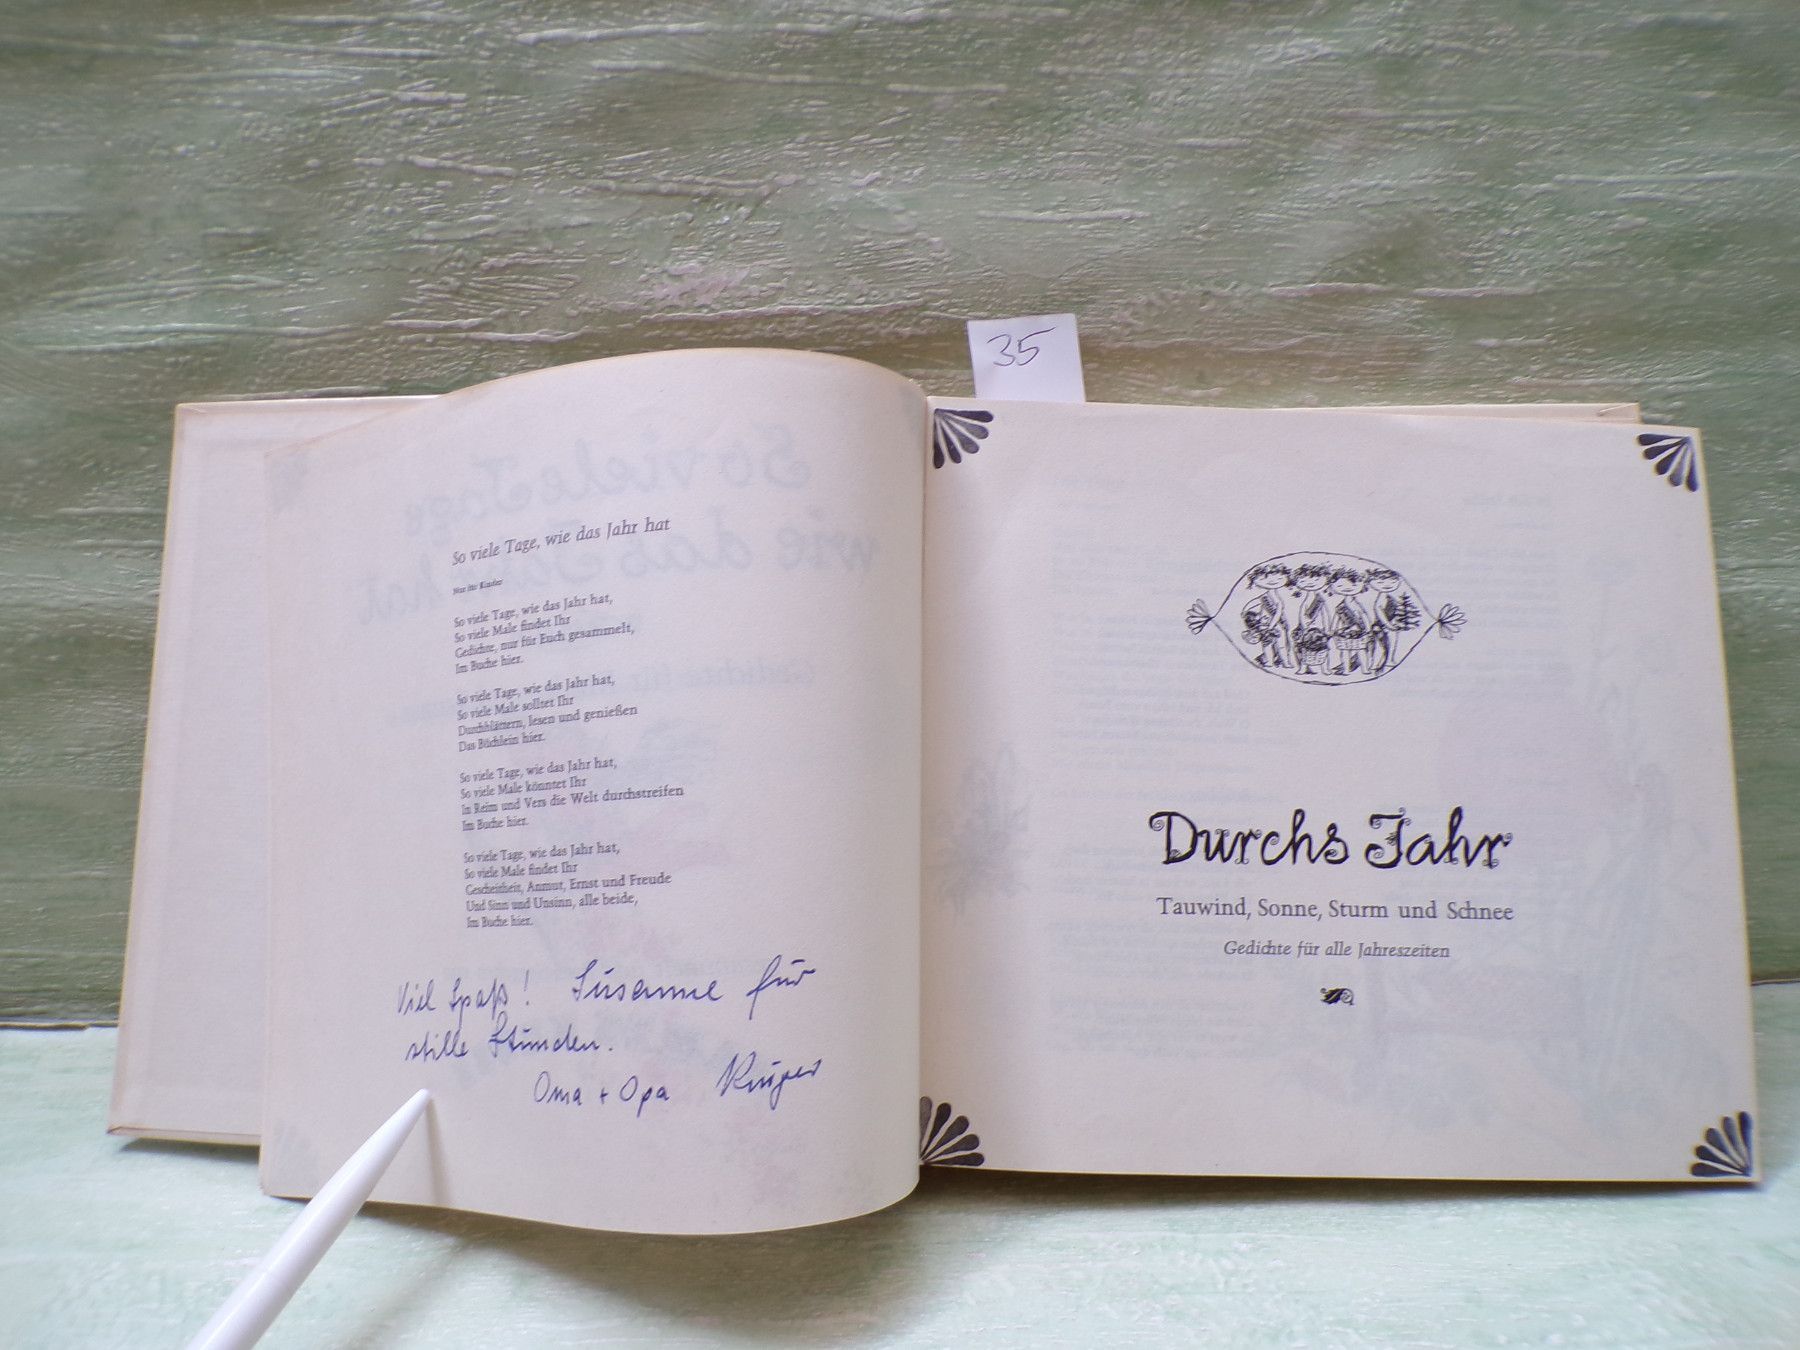 35
So viele Tage, wie das Jahr hat
Nur für Kinder
So viele Tage, wie das Jahr hat,
So viele Male findet Ihr
Gedichte, nur für Euch gesammelt,
Im Buche hier.
So viele Tage, wie das Jahr hat,
So viele Male solltet Ihr
Durchblättern, lesen und genießen
Das Büchlein hier.
So viele Tage, wie das Jahr hat,
So viele Male könntet Ihr
In Reim und Vers die Welt durchstreifen
Im Buche hier.
So viele Tage, wie das Jahr hat,
So viele Male findet Ihr
Gescheitheit, Anmut, Ernst und Freude
Und Sinn und Unsinn, alle beide,
Im Buche hier.
Viel Spaß! Susanne für
stille Stunden.
Oma + Opa
Durchs Jahr
Tauwind, Sonne, Sturm und Schnee
Gedichte für alle Jahreszeiten